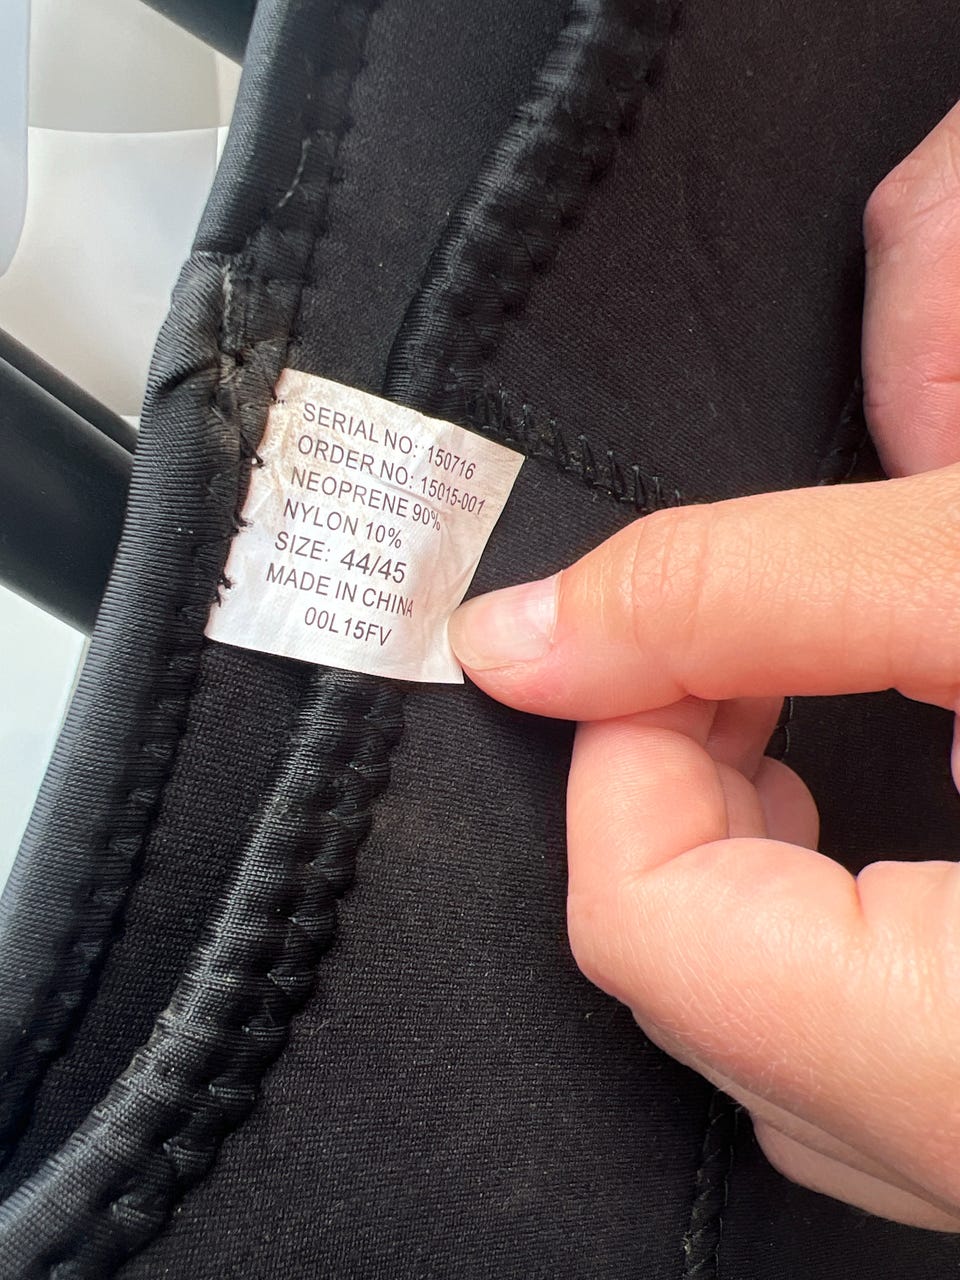 SERIAL NO: 150716
ORDER NO: 15015-001
NEOPRENE 90%
NYLON 10%
SIZE: 44/45
MADE IN CHINA
00L15FV